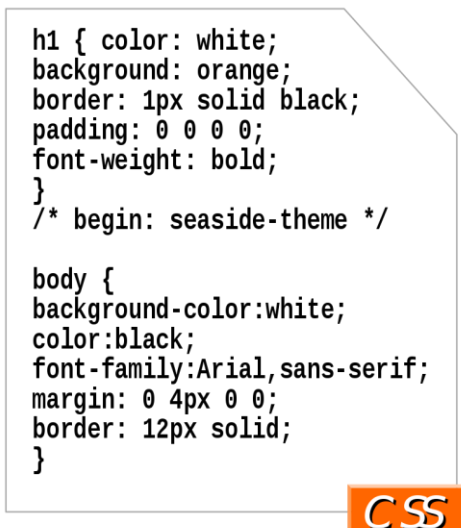 h1 { color: white;
background: orange;
border: 1px solid black;
padding: 0 0 0 0;
font-weight: bold;
}
/* begin: seaside-theme */
body {
background-color:white;
color:black;
font-family:Arial,sans-serif;
margin: 0 4px 0 0;
border: 12px solid;
}
CSS